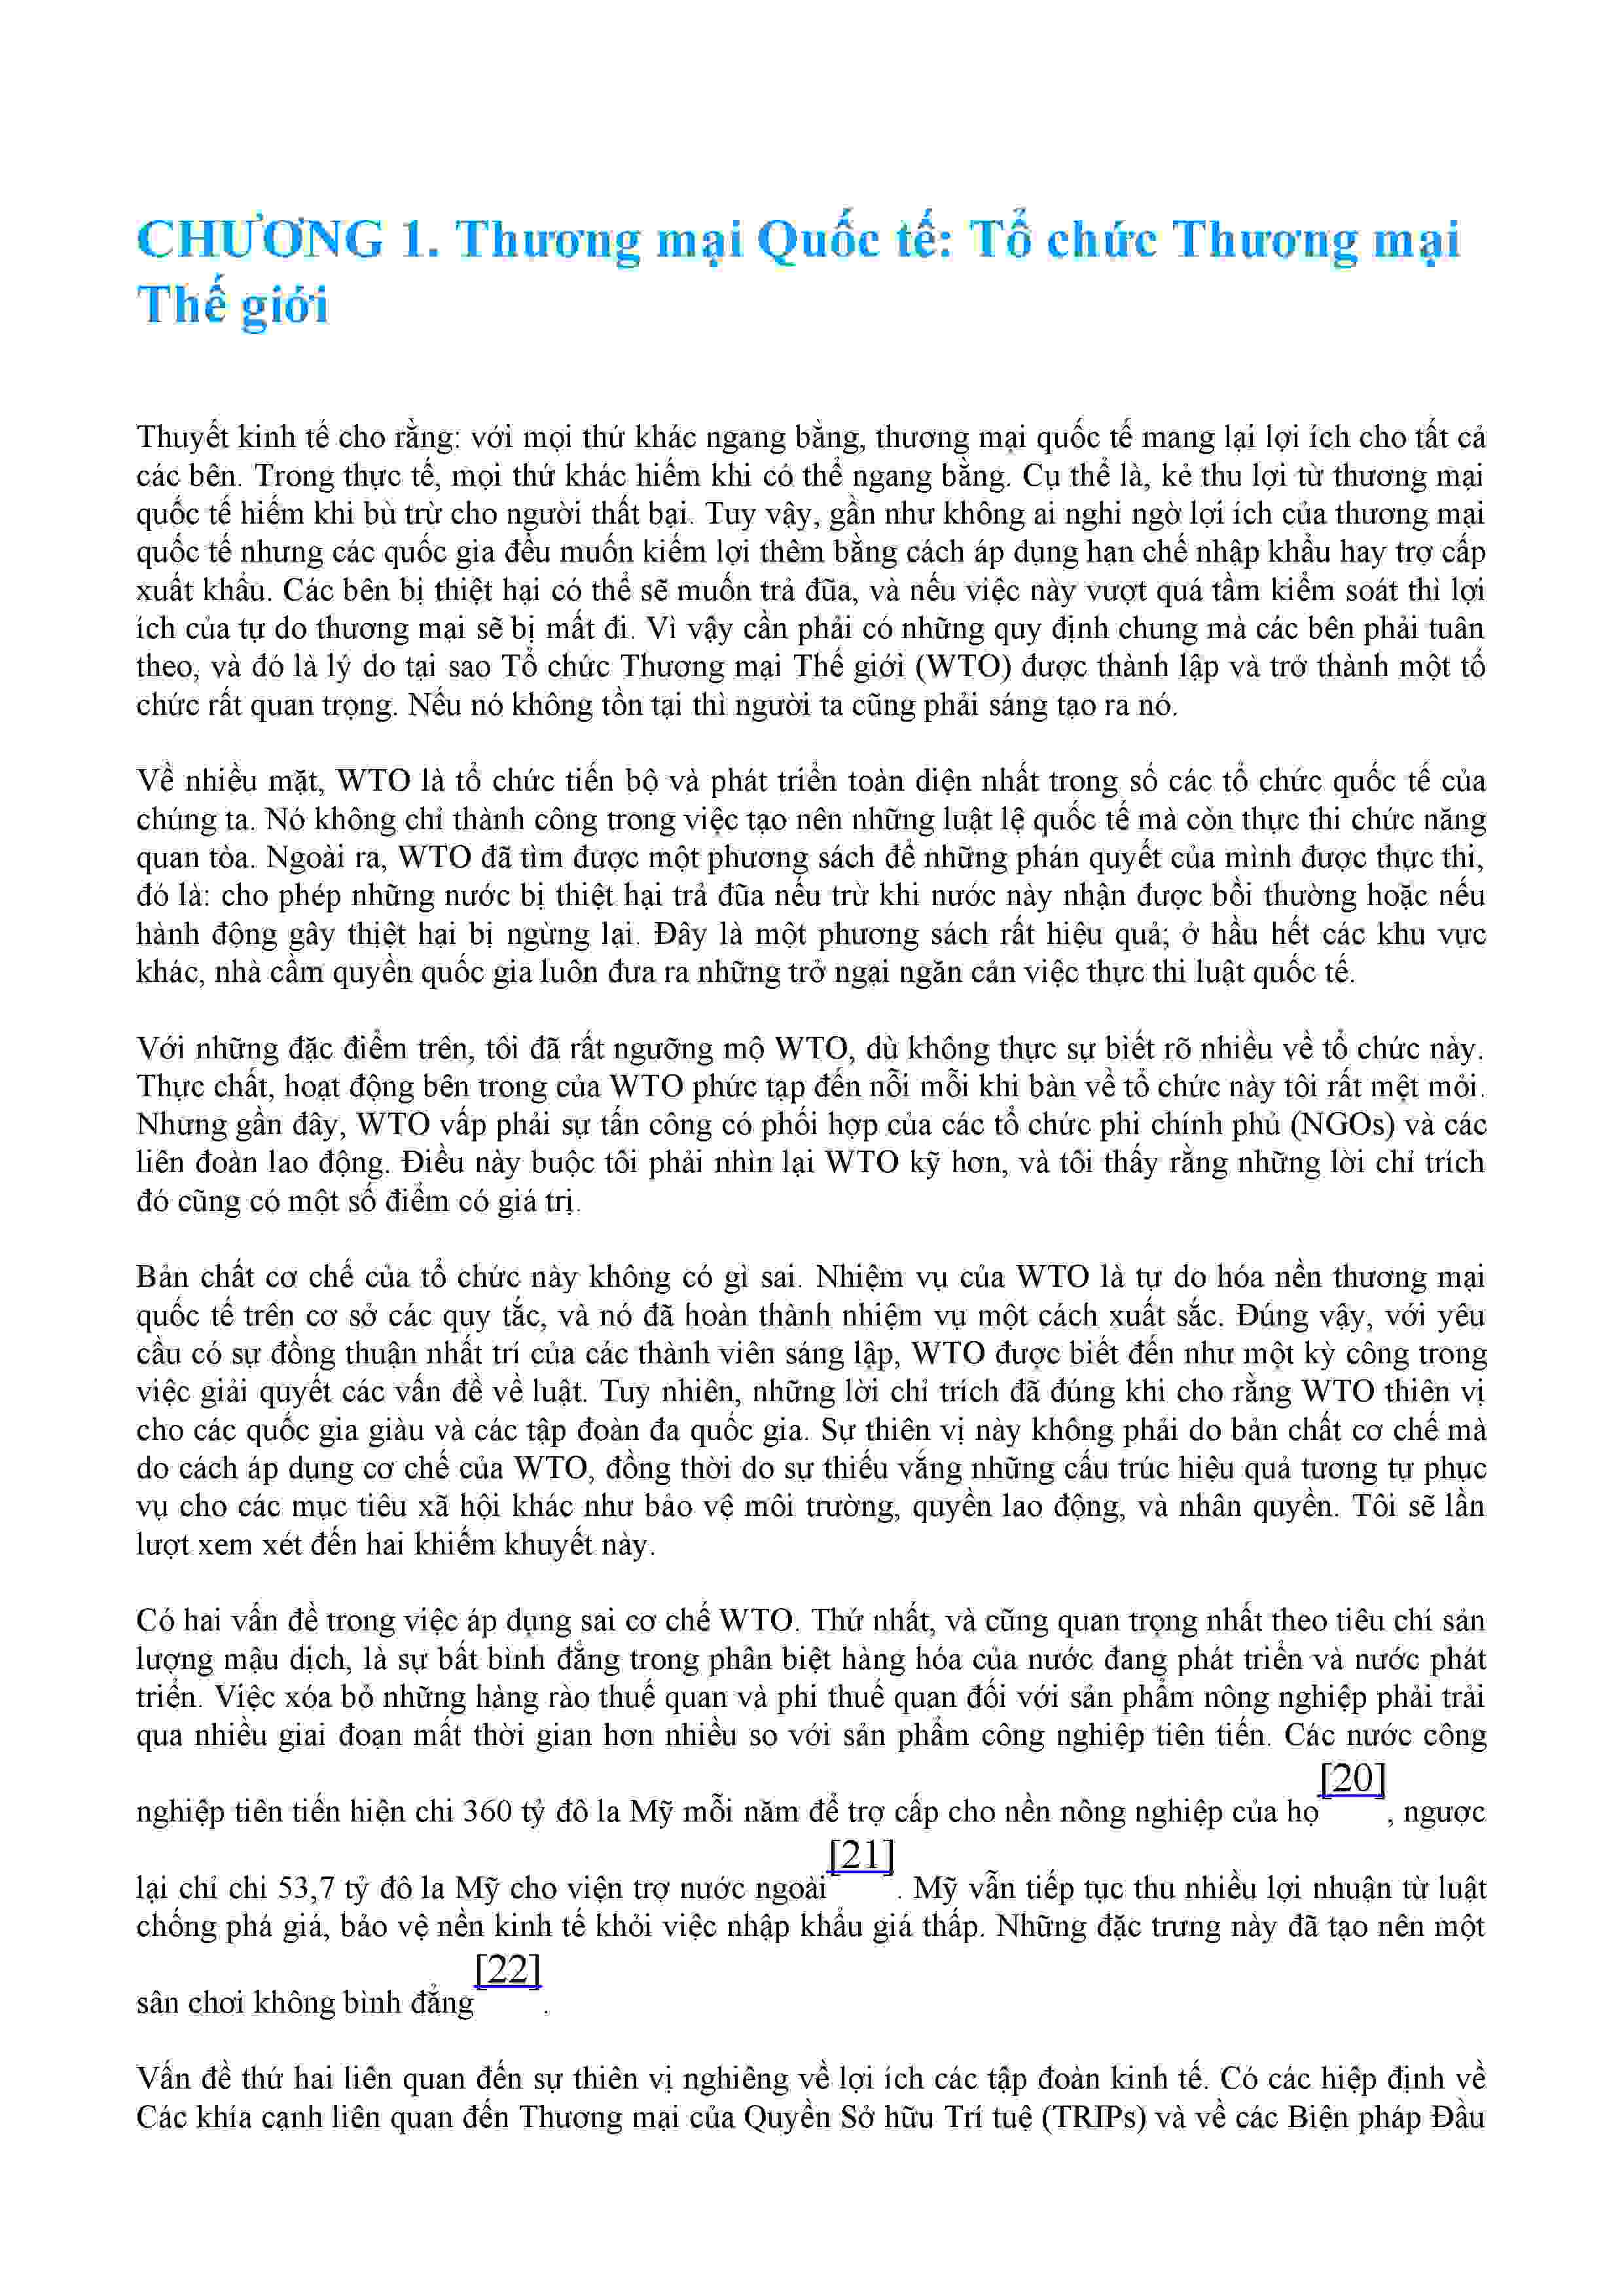 CHƯƠNG 1. Thương mại Quốc tế: Tổ chức Thương mại
Thế giới
Thuyết kinh tế cho rằng: với mọi thứ khác ngang bằng, thương mại quốc tế mang lại lợi ích cho tất cả
các bên. Trong thực tế, mọi thứ khác hiếm khi có thể ngang bằng. Cụ thể là, kẻ thu lợi từ thương mại
quốc tế hiếm khi bù trừ cho người thất bại. Tuy vậy, gần như không ai nghi ngờ lợi ích của thương mại
quốc tế nhưng các quốc gia đều muốn kiếm lợi thêm bằng cách áp dụng hạn chế nhập khẩu hay trợ cấp
xuất khẩu. Các bên bị thiệt hại có thể sẽ muốn trả đũa, và nếu việc này vượt quá tầm kiểm soát thì lợi
ích của tự do thương mại sẽ bị mất đi. Vì vậy cần phải có những quy định chung mà các bên phải tuân
theo, và đó là lý do tại sao Tổ chức Thương mại Thế giới (WTO) được thành lập và trở thành một tổ
chức rất quan trọng. Nếu nó không tồn tại thì người ta cũng phải sáng tạo ra nó.
Về nhiều mặt, WTO là tổ chức tiến bộ và phát triển toàn diện nhất trong số các tổ chức quốc tế của
chúng ta. Nó không chỉ thành công trong việc tạo nên những luật lệ quốc tế mà còn thực thi chức năng
quan tòa. Ngoài ra, WTO đã tìm được một phương sách để những phán quyết của mình được thực thi,
đó là: cho phép những nước bị thiệt hại trả đũa nếu trừ khi nước này nhận được bồi thường hoặc nếu
hành động gây thiệt hại bị ngừng lại. Đây là một phương sách rất hiệu quả; ở hầu hết các khu vực
khác, nhà cầm quyền quốc gia luôn đưa ra những trở ngại ngăn cản việc thực thi luật quốc tế.
Với những đặc điểm trên, tôi đã rất ngưỡng mộ WTO, dù không thực sự biết rõ nhiều về tổ chức này.
Thực chất, hoạt động bên trong của WTO phức tạp đến nỗi mỗi khi bàn về tổ chức này tôi rất mệt mỏi.
Nhưng gần đây, WTO vấp phải sự tấn công có phối hợp của các tổ chức phi chính phủ (NGOs) và các
liên đoàn lao động. Điều này buộc tôi phải nhìn lại WTO kỹ hơn, và tôi thấy rằng những lời chỉ trích
đó cũng có một số điểm có giá trị.
Bản chất cơ chế của tổ chức này không có gì sai. Nhiệm vụ của WTO là tự do hóa nền thương mại
quốc tế trên cơ sở các quy tắc, và nó đã hoàn thành nhiệm vụ một cách xuất sắc. Đúng vậy, với yêu
cầu có sự đồng thuận nhất trí của các thành viên sáng lập, WTO được biết đến như một kỳ công trong
việc giải quyết các vấn đề về luật. Tuy nhiên, những lời chỉ trích đã đúng khi cho rằng WTO thiên vị
cho các quốc gia giàu và các tập đoàn đa quốc gia. Sự thiên vị này không phải do bản chất cơ chế mà
do cách áp dụng cơ chế của WTO, đồng thời do sự thiếu vắng những cấu trúc hiệu quả tương tự phục
vụ cho các mục tiêu xã hội khác như bảo vệ môi trường, quyền lao động, và nhân quyền. Tôi sẽ lần
lượt xem xét đến hai khiếm khuyết này.
Có hai vấn đề trong việc áp dụng sai cơ chế WTO. Thứ nhất, và cũng quan trọng nhất theo tiêu chí sản
lượng mậu dịch, là sự bất bình đẳng trong phân biệt hàng hóa của nước đang phát triển và nước phát
triển. Việc xóa bỏ những hàng rào thuế quan và phi thuế quan đối với sản phẩm nông nghiệp phải trải
qua nhiều giai đoạn mất thời gian hơn nhiều so với sản phẩm công nghiệp tiên tiến. Các nước công
nghiệp tiên tiến hiện chi 360 tỷ đô la Mỹ mỗi năm để trợ cấp cho nền nông nghiệp của họ[20], ngược
lại chỉ chi 53,7 tỷ đô la Mỹ cho viện trợ nước ngoài[21]. Mỹ vẫn tiếp tục thu nhiều lợi nhuận từ luật
chống phá giá, bảo vệ nền kinh tế khỏi việc nhập khẩu giá thấp. Những đặc trưng này đã tạo nên một
sân chơi không bình đẳng[22].
Vấn đề thứ hai liên quan đến sự thiên vị nghiêng về lợi ích các tập đoàn kinh tế. Có các hiệp định về
Các khía cạnh liên quan đến Thương mại của Quyền Sở hữu Trí tuệ (TRIPs) và về các Biện pháp Đầu